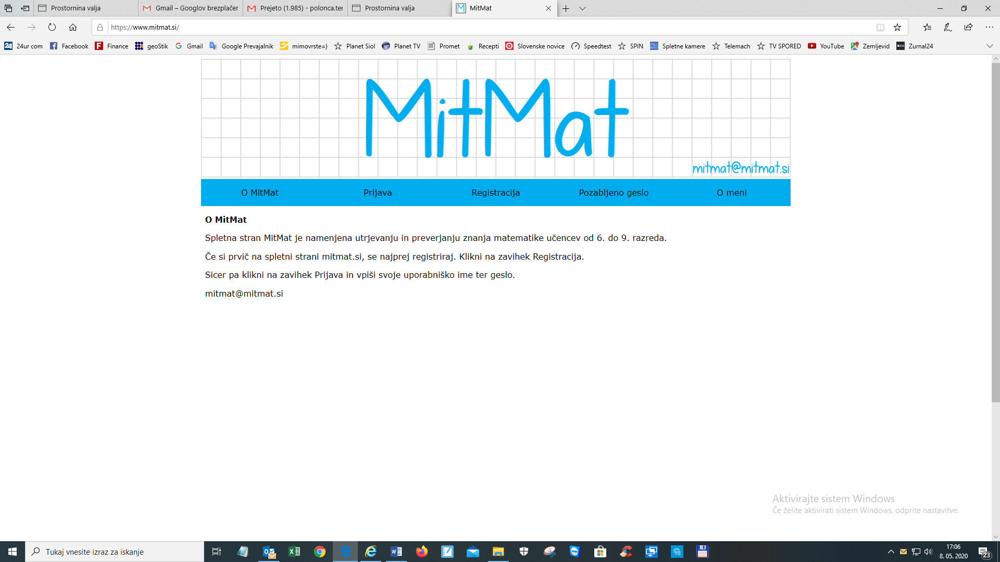 Prostornina valja
Gmail – Googlov brezplačer
Prejeto (1.985) - polonca.ter
Prostornina valja
MitMat
https://www.mitmat.si/
24ur com
Facebook
Finance
geoStik
Gmail
Google Prevajalnik
mimovrste=)
Planet Siol
Planet TV
Promet
Recepti
Slovenske novice
Speedtest
SPIN
Spletne kamere
Telemach
TV SPORED
YouTube
Zemljevid
Zurnal24
MitMat
mitmat@mitmat.si
O MitMat
Prijava
Registracija
Pozabljeno geslo
O meni
O MitMat
Spletna stran MitMat je namenjena utrjevanju in preverjanju znanja matematike učencev od 6. do 9. razreda.
Če si prvič na spletni strani mitmat.si, se najprej registriraj. Klikni na zavihek Registracija.
Sicer pa klikni na zavihek Prijava in vpiši svoje uporabniško ime ter geslo.
mitmat@mitmat.si
Aktivirajte sistem Windows
Če želite aktivirati sistem Windows, odprite nastavitve.
Tukaj vnesite izraz za iskanje
17:06
8. 05. 2020
23